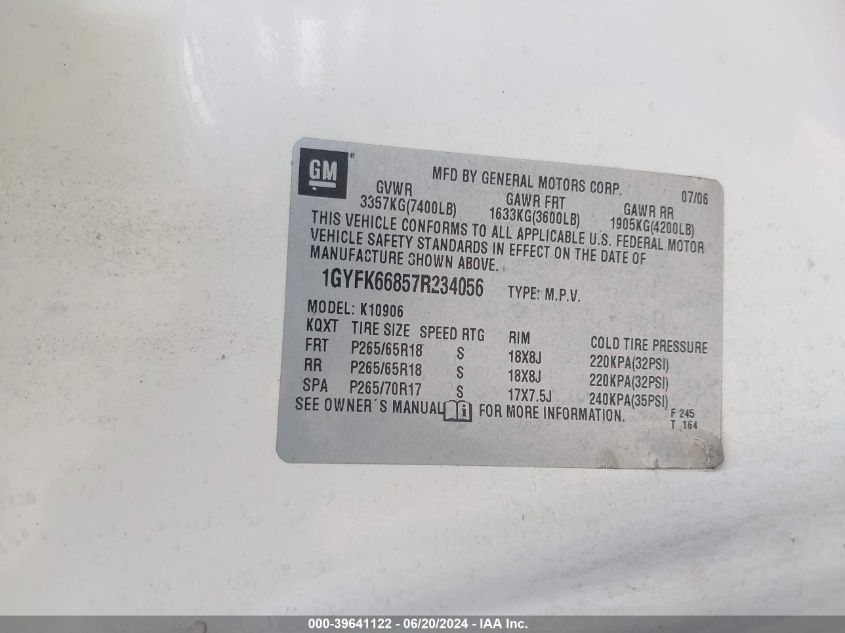 GM
MFD BY GENERAL MOTORS CORP. 07/06
GVWR GAWR FRT GAWR RR
3357KG(7400LB) 1633KG(3600LB) 1905KG(4200LB)
THIS VEHICLE CONFORMS TO ALL APPLICABLE U.S. FEDERAL MOTOR
VEHICLE SAFETY STANDARDS IN EFFECT ON THE DATE OF
MANUFACTURE SHOWN ABOVE.
1GYFK66857R234056 TYPE: M.P.V.
MODEL: K10906
KQXT TIRE SIZE SPEED RTG RIM COLD TIRE PRESSURE
FRT P265/65R18 S 18X8J 220KPA(32PSI)
RR P265/65R18 S 18X8J 220KPA(32PSI)
SPA P265/70R17 S 17X7.5J 240KPA(35PSI)
SEE OWNER'S MANUAL i FOR MORE INFORMATION. F 245
T 164
000-39641122 - 06/20/2024 - IAA Inc.